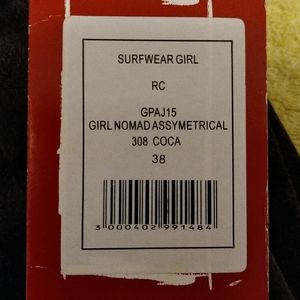 SURFWEAR GIRL
RC
GPAJ15
GIRL NOMAD ASSYMETRICAL
308 COCA
38
3 000402 991484